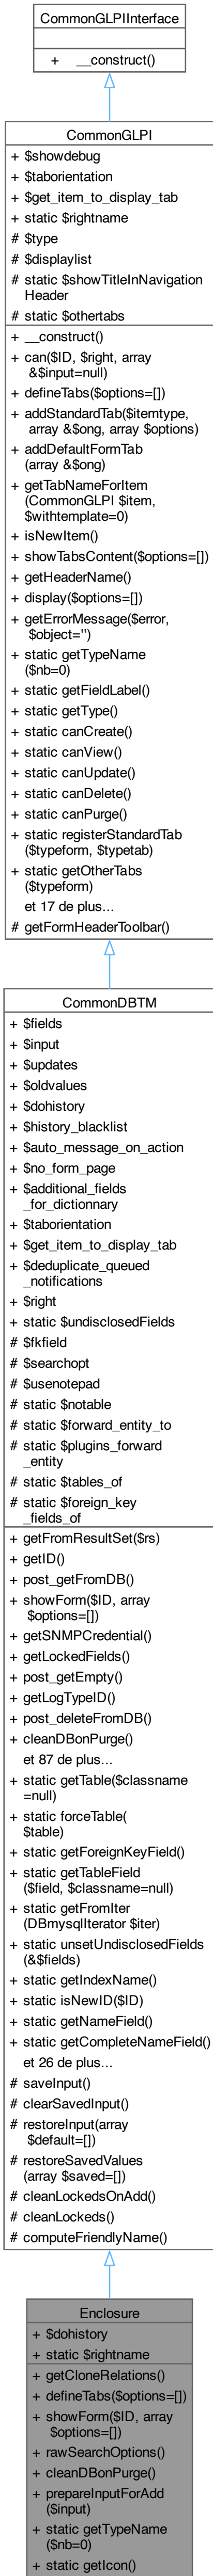 CommonGLPIInterface
+ __construct()
CommonGLPI
+ $showdebug
+ $taborientation
+ $get_item_to_display_tab
+ static $rightname
# $type
# $displaylist
# static $showTitleInNavigation
Header
# static $othertabs
+ __construct()
+ can($ID, $right, array
&$input=null)
+ defineTabs($options=[])
+ addStandardTab($itemtype,
array &$ong, array $options)
+ addDefaultFormTab
(array &$ong)
+ getTabNameForItem
(CommonGLPI $item,
$withtemplate=0)
+ isNewItem()
+ showTabsContent($options=[])
+ getHeaderName()
+ display($options=[])
+ getErrorMessage($error,
$object='')
+ static getTypeName
($nb=0)
+ static getFieldLabel()
+ static getType()
+ static canCreate()
+ static canView()
+ static canUpdate()
+ static canDelete()
+ static canPurge()
+ static registerStandardTab
($typeform, $typetab)
+ static getOtherTabs
($typeform)
et 17 de plus...
# getFormHeaderToolbar()
CommonDBTM
+ $fields
+ $input
+ $updates
+ $oldvalues
+ $dohistory
+ $history_blacklist
+ $auto_message_on_action
+ $no_form_page
+ $additional_fields
_for_dictionnary
+ $taborientation
+ $get_item_to_display_tab
+ $deduplicate_queued
_notifications
+ $right
+ static $undisclosedFields
# $fkfield
# $searchopt
# $usenotepad
# static $notable
# static $forward_entity_to
# static $plugins_forward
_entity
# static $tables_of
# static $foreign_key
_fields_of
+ getFromResultSet($rs)
+ getID()
+ post_getFromDB()
+ showForm($ID, array
$options=[])
+ getSNMPCredential()
+ getLockedFields()
+ post_getEmpty()
+ getLogTypeID()
+ post_deleteFromDB()
+ cleanDBonPurge()
et 87 de plus...
+ static getTable($classname
=null)
+ static forceTable(
$table)
+ static getForeignKeyField()
+ static getTableField
($field, $classname=null)
+ static getFromIter
(DBmysqlIterator $iter)
+ static unsetUndisclosedFields
(&$fields)
+ static getIndexName()
+ static isNewID($ID)
+ static getNameField()
+ static getCompleteNameField()
et 26 de plus...
# saveInput()
# clearSavedInput()
# restoreInput(array
$default=[])
# restoreSavedValues
(array $saved=[])
# cleanLockedsOnAdd()
# cleanLockeds()
# computeFriendlyName()
Enclosure
+ $dohistory
+ static $rightname
+ getCloneRelations()
+ defineTabs($options=[])
+ showForm($ID, array
$options=[])
+ rawSearchOptions()
+ cleanDBonPurge()
+ prepareInputForAdd
($input)
+ static getTypeName
($nb=0)
+ static getIcon()